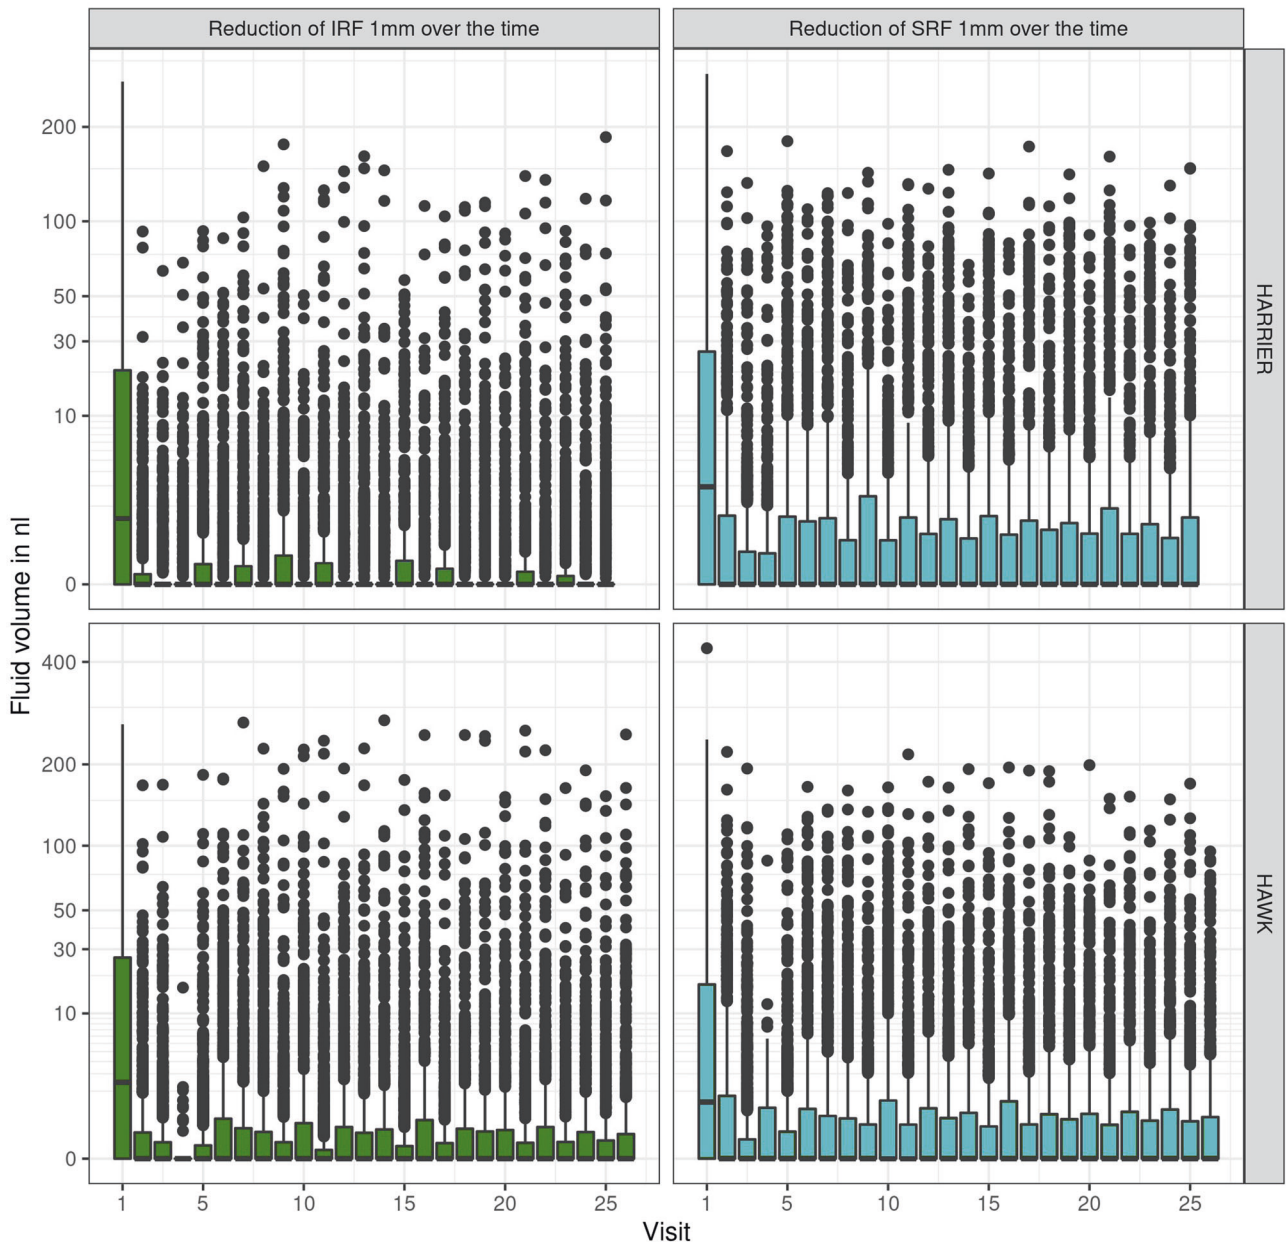 Reduction of IRF 1mm over the time
Reduction of SRF 1mm over the time
200
100
50
30
10
0
HARRIER
Fluid volume in nl
400
200
100
50
30
10
0
HAWK
1 5 10 15 20 25
1 5 10 15 20 25
Visit